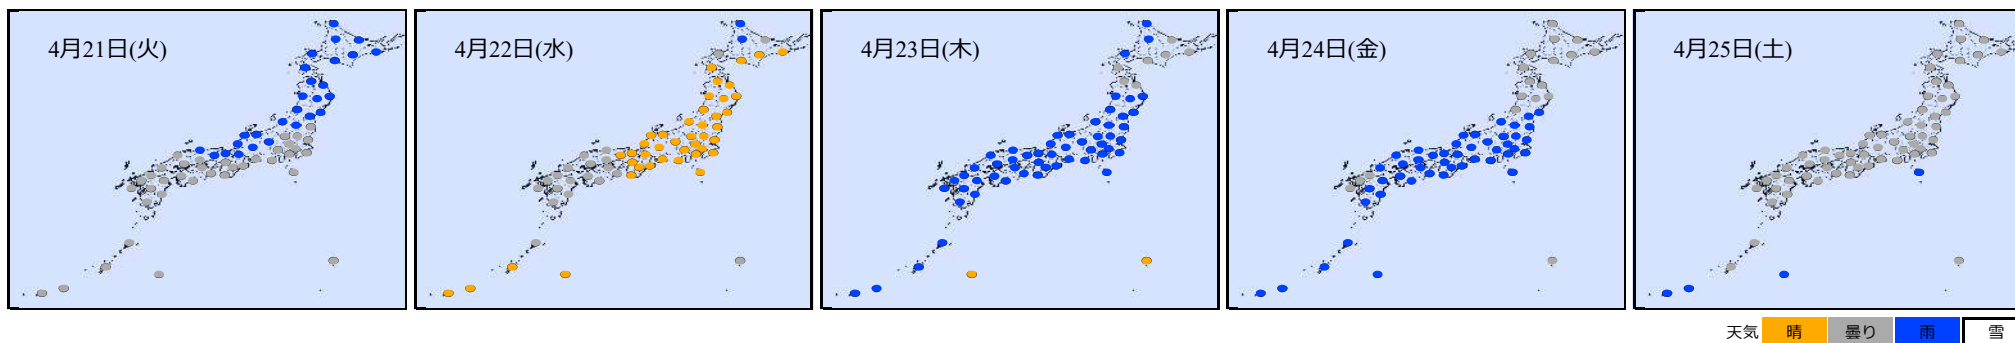 4月21日(火)
4月22日(水)
4月23日(木)
4月24日(金)
4月25日(土)
天気 晴 曇り 雨 雪